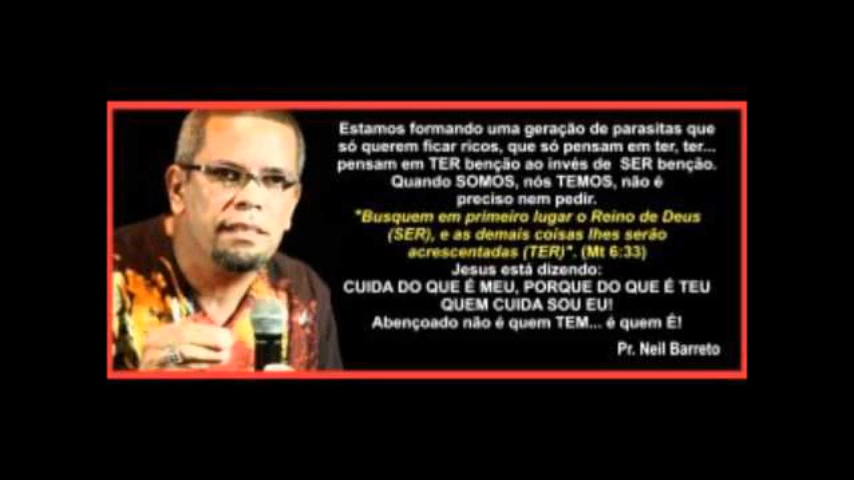 Estamos formando uma geração de parasitas que
só querem ficar ricos, que só pensam em ter, ter...
pensam em TER benção ao invés de SER benção.
Quando SOMOS, nós TEMOS, não é
preciso nem pedir.
"Busquem em primeiro lugar o Reino de Deus
(SER), e as demais coisas lhes serão
acrescentadas (TER)". (Mt 6:33)
Jesus está dizendo:
CUIDA DO QUE É MEU, PORQUE DO QUE É TEU
QUEM CUIDA SOU EU!
Abençoado não é quem TEM... é quem É!
Pr. Neil Barreto